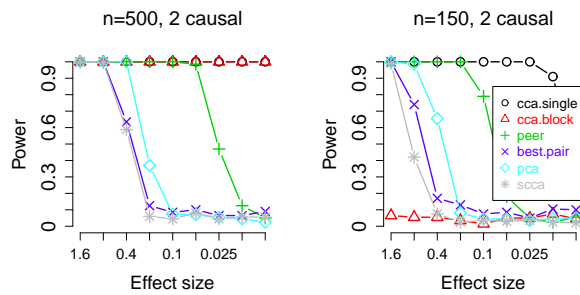 n=500, 2 causal
Power
0.9
0.6
0.3
0.0
1.6
0.4
0.1
0.025
Effect size
n=150, 2 causal
Power
0.9
0.6
0.3
0.0
cca.single
cca.block
peer
best.pair
pca
scca
1.6
0.4
0.1
0.025
Effect size